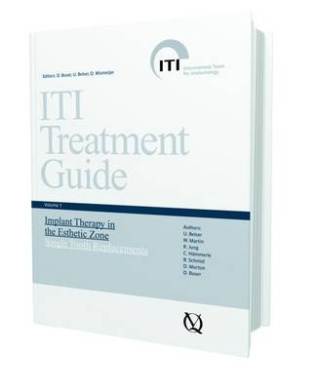 Editors: D. Buser, U. Belser, D. Wismeijer
ITI
International Team
for Implantology
ITI
Treatment
Guide
Volume 1
Implant Therapy in
the Esthetic Zone
Single-Tooth Replacements
Authors:
U. Belser
W. Martin
R. Jung
C. Hämmerle
B. Schmid
D. Morton
D. Buser